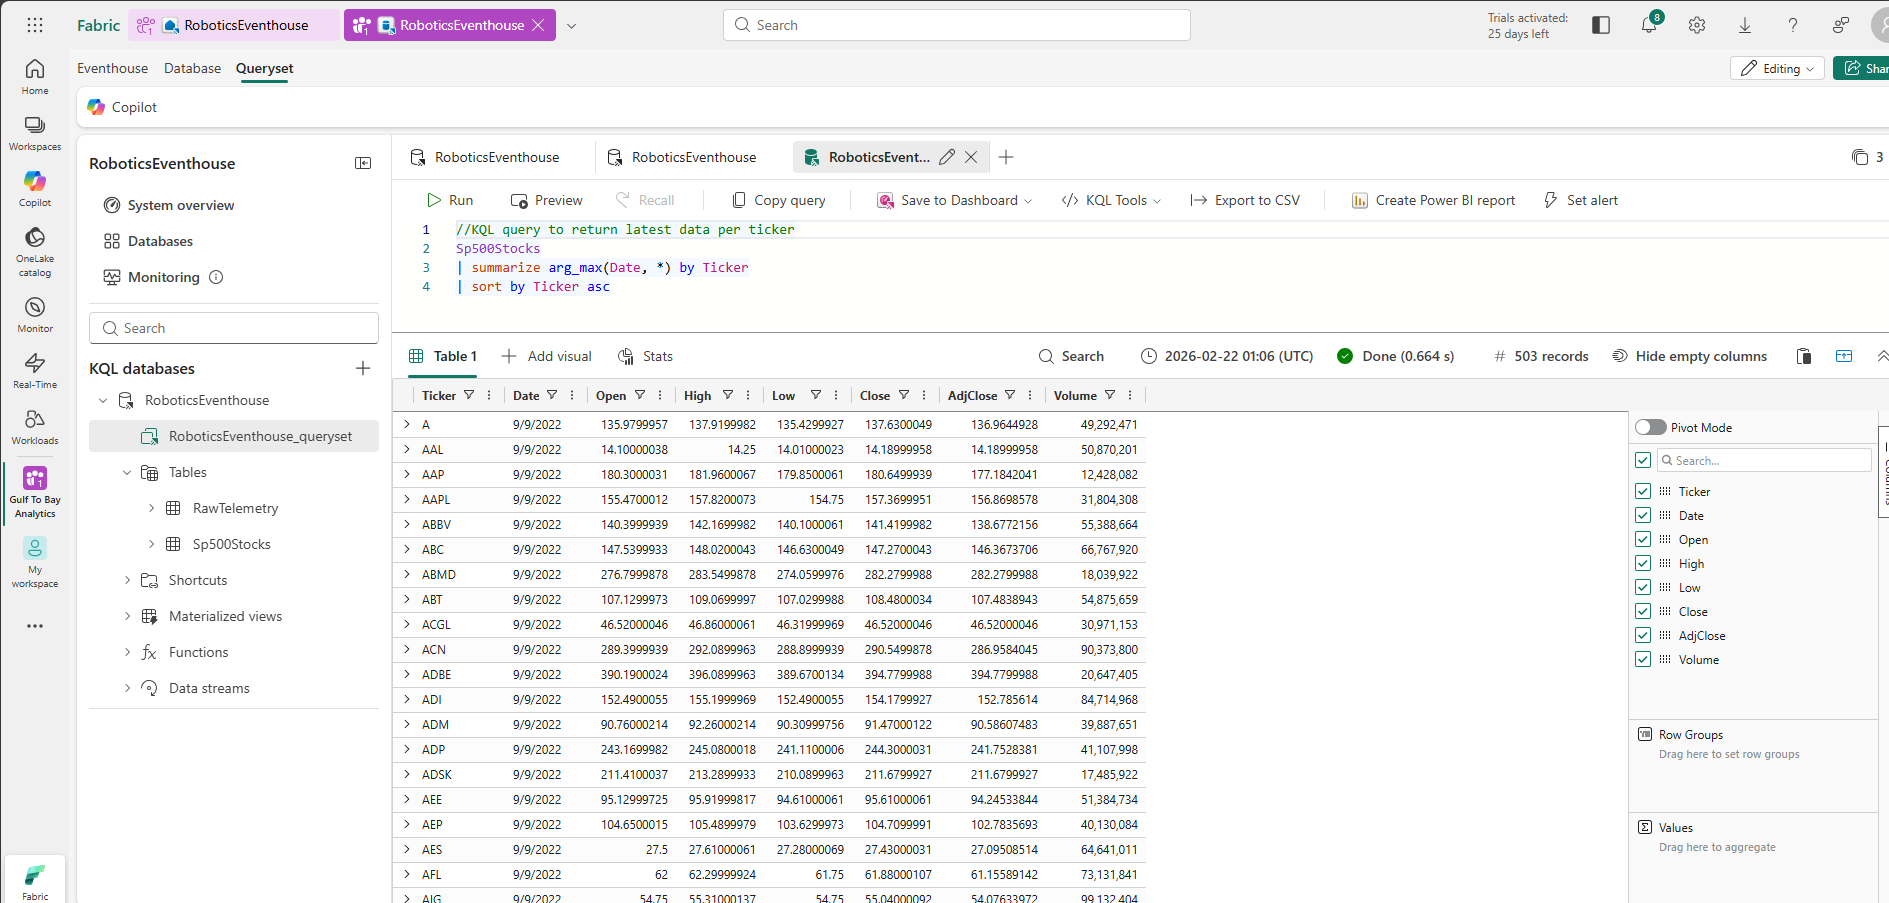 Fabric
1
RoboticsEventhouse
1
RoboticsEventhouse
Search
Trials activated:
25 days left
8
Eventhouse Database Queryset
Editing
Shar
Copilot
Home
Workspaces
Copilot
OneLake
catalog
Monitor
Real-Time
Workloads
Gulf To Bay
Analytics
My
workspace
Fabric
RoboticsEventhouse
System overview
Databases
Monitoring
Search
KQL databases
RoboticsEventhouse
RoboticsEventhouse_queryset
Tables
RawTelemetry
Sp500Stocks
Shortcuts
Materialized views
Functions
Data streams
RoboticsEventhouse
RoboticsEventhouse
RoboticsEvent...
3
Run Preview Recall Copy query Save to Dashboard KQL Tools Export to CSV Create Power BI report Set alert
1 //KQL query to return latest data per ticker
2 Sp500Stocks
3 | summarize arg_max(Date, *) by Ticker
4 | sort by Ticker asc
Table 1 Add visual Stats Search 2026-02-22 01:06 (UTC) Done (0.664 s) # 503 records Hide empty columns
Ticker Date Open High Low Close AdjClose Volume
A 9/9/2022 135.9799957 137.9199982 135.4299927 137.6300049 136.9644928 49,292,471
AAL 9/9/2022 14.10000038 14.25 14.01000023 14.18999958 14.18999958 50,870,201
AAP 9/9/2022 180.3000031 181.9600067 179.8500061 180.6499939 177.1842041 12,428,082
AAPL 9/9/2022 155.4700012 157.8200073 154.75 157.3699951 156.8698578 31,804,308
ABBV 9/9/2022 140.3999939 142.1699982 140.1000061 141.4199982 138.6772156 55,388,664
ABC 9/9/2022 147.5399933 148.0200043 146.6300049 147.2700043 146.3673706 66,767,920
ABMD 9/9/2022 276.7999878 283.5499878 274.0599976 282.2799988 282.2799988 18,039,922
ABT 9/9/2022 107.1299973 109.0699997 107.0299988 108.4800034 107.4838943 54,875,659
ACGL 9/9/2022 46.52000046 46.86000061 46.31999969 46.52000046 46.52000046 30,971,153
ACN 9/9/2022 289.3999939 292.0899963 288.8999939 290.5499878 286.9584045 90,373,800
ADBE 9/9/2022 390.1900024 396.0899963 389.6700134 394.7799988 394.7799988 20,647,405
ADI 9/9/2022 152.4900055 155.1999969 152.4900055 154.1799927 152.785614 84,714,968
ADM 9/9/2022 90.76000214 92.26000214 90.30999756 91.47000122 90.58607483 39,887,651
ADP 9/9/2022 243.1699982 245.0800018 241.1100006 244.3000031 241.7528381 41,107,998
ADSK 9/9/2022 211.4100037 213.2899933 210.0899963 211.6799927 211.6799927 17,485,922
AEE 9/9/2022 95.12999725 95.91999817 94.61000061 95.61000061 94.24533844 51,384,734
AEP 9/9/2022 104.6500015 105.4899979 103.6299973 104.7099991 102.7835693 40,130,084
AES 9/9/2022 27.5 27.61000061 27.28000069 27.43000031 27.09508514 64,641,011
AFL 9/9/2022 62 62.29999924 61.75 61.88000107 61.15589142 73,131,841
AIG 9/9/2022 54.75 55.31000137 54.75 55.04000092 54.07633972 99,132,404
Pivot Mode
Search...
Ticker
Date
Open
High
Low
Close
AdjClose
Volume
Row Groups
Drag here to set row groups
Values
Drag here to aggregate